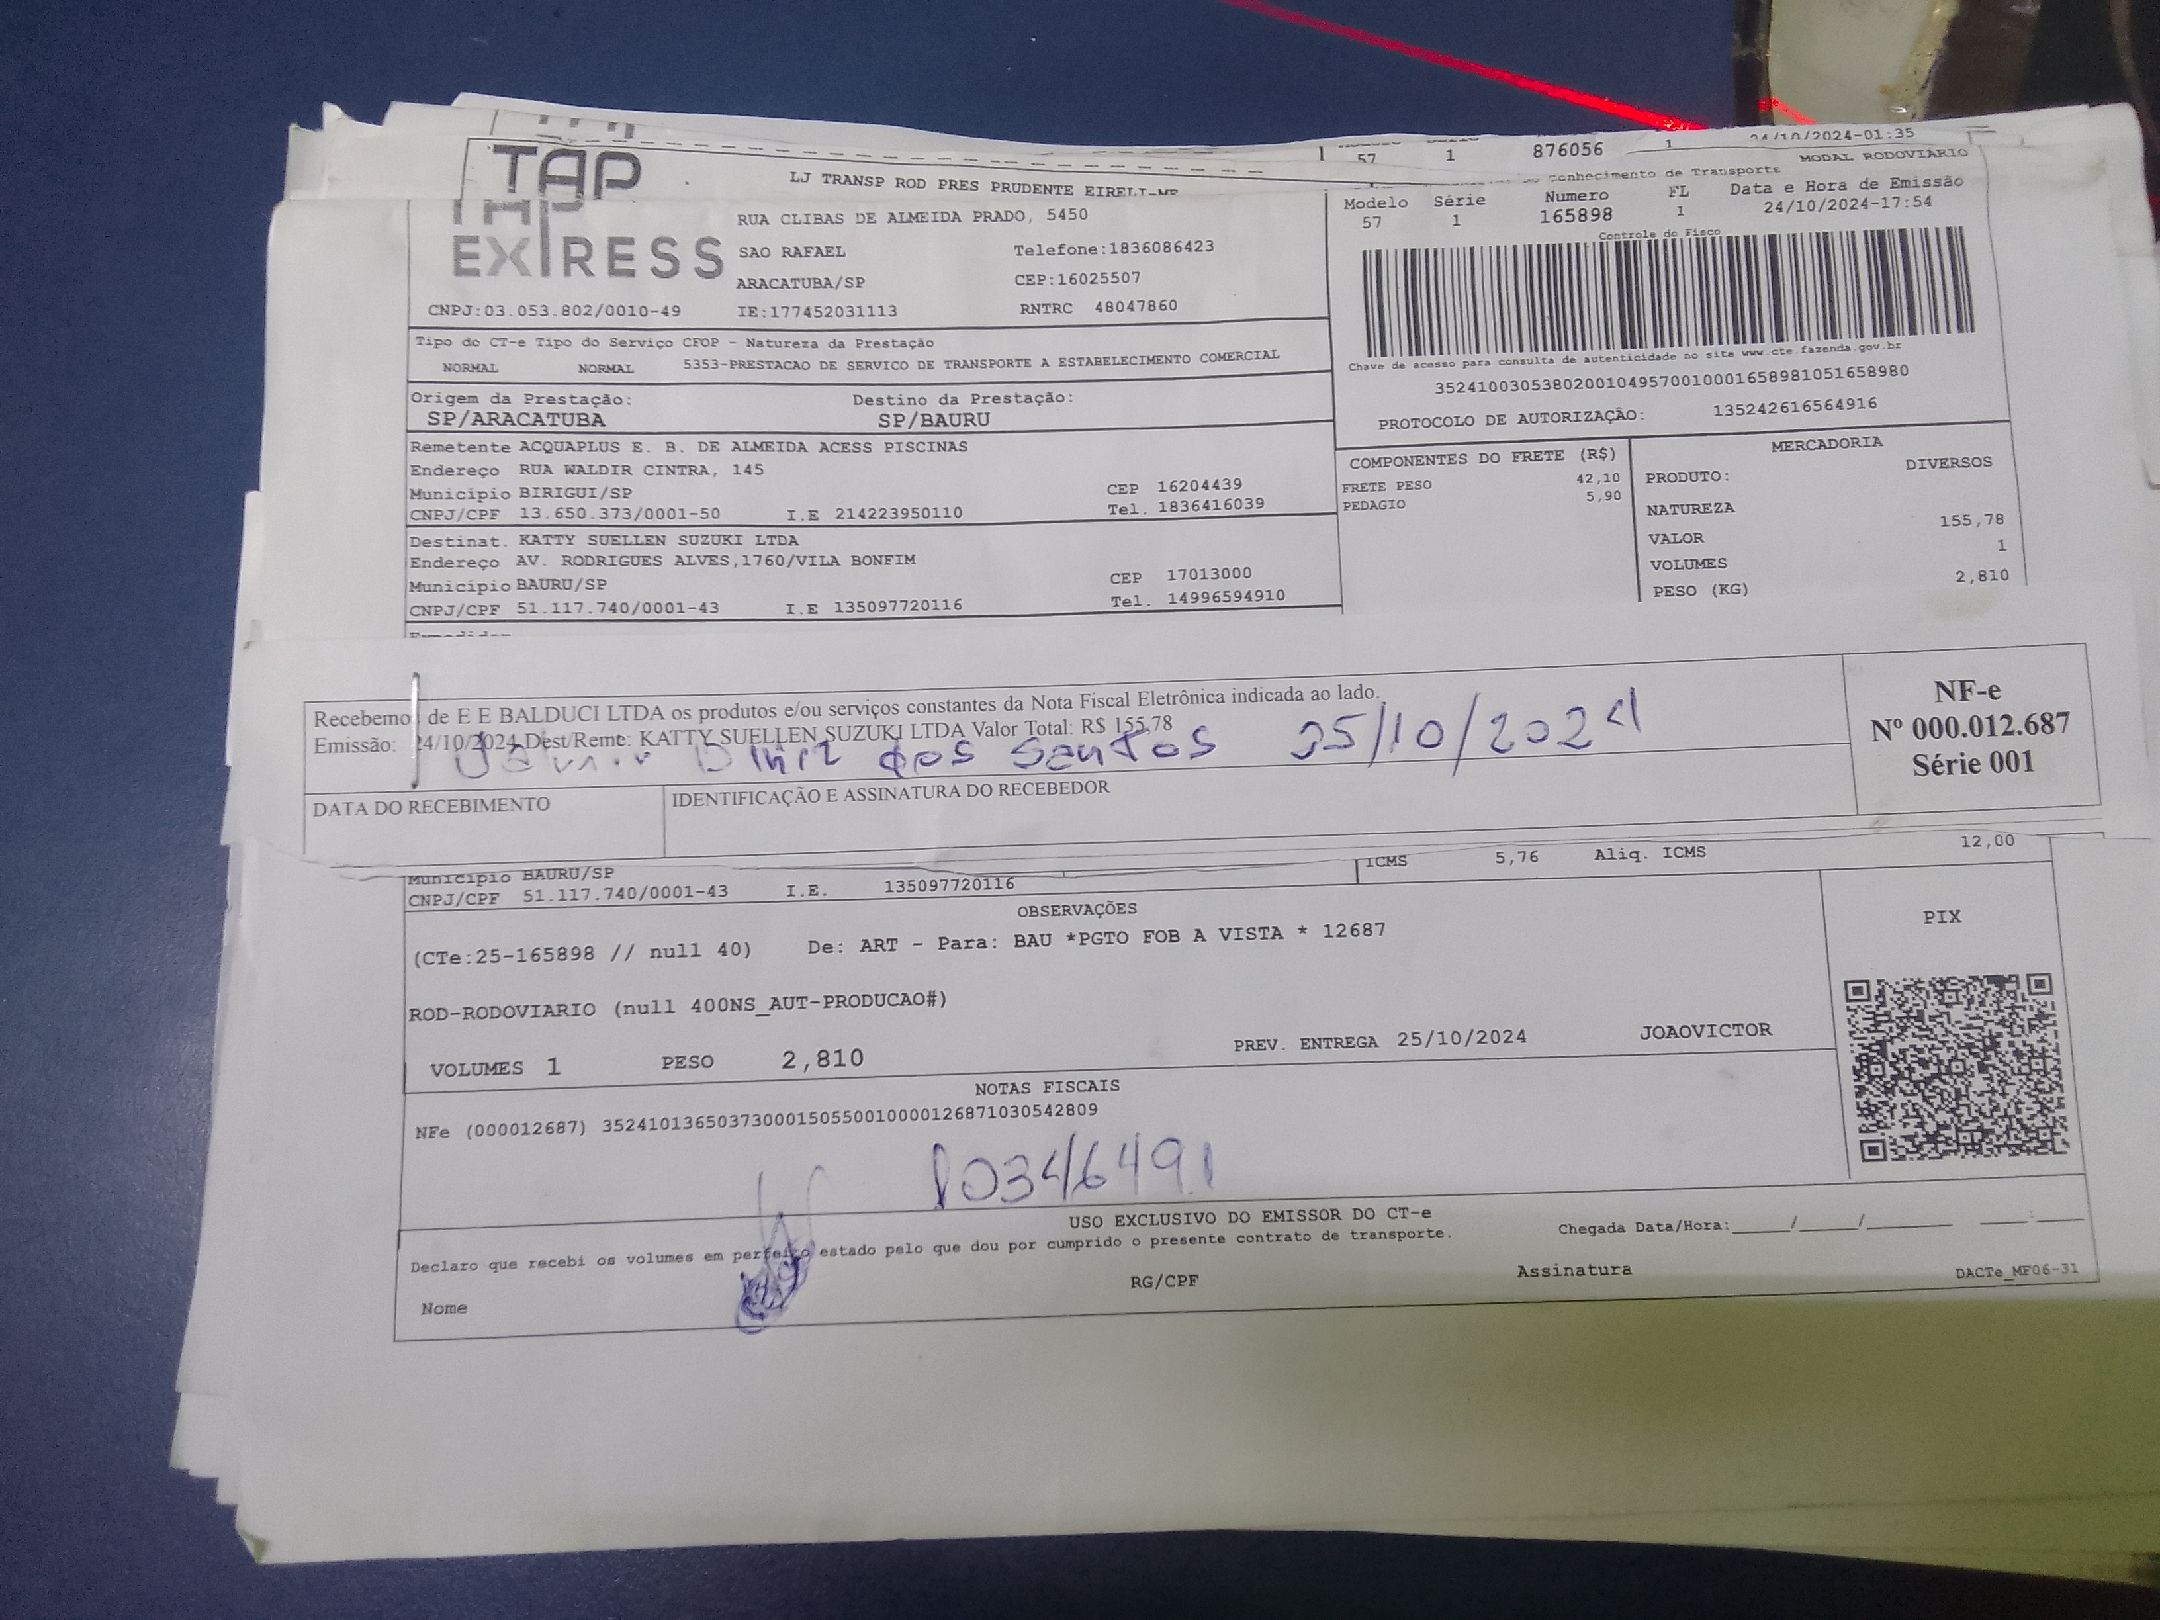 24/10/2024-01:35
57 1 876056 1
TAP
LJ TRANSP ROD PRES PRUDENTE EIRELI-ME
MODAL RODOVIARIO
Conhecimento de Transporte
EXPRESS
RUA CLIBAS DE ALMEIDA PRADO, 5450
SAO RAFAEL Telefone:1836086423
ARACATUBA/SP CEP:16025507
CNPJ:03.053.802/0010-49 IE:177452031113 RNTRC 48047860
Modelo Série Numero FL Data e Hora de Emissão
57 1 165898 1 24/10/2024-17:54
Controle do Fisco
Chave de acesso para consulta de autenticidade no site www.cte.fazenda.gov.br
35241003053802001049570010001658981051658980
PROTOCOLO DE AUTORIZAÇÃO: 135242616564916
Tipo do CT-e Tipo do Serviço CFOP - Natureza da Prestação
NORMAL NORMAL 5353-PRESTACAO DE SERVICO DE TRANSPORTE A ESTABELECIMENTO COMERCIAL
Origem da Prestação: Destino da Prestação:
SP/ARACATUBA SP/BAURU
Remetente ACQUAPLUS E. B. DE ALMEIDA ACESS PISCINAS
Endereço RUA WALDIR CINTRA, 145
Municipio BIRIGUI/SP CEP 16204439
CNPJ/CPF 13.650.373/0001-50 I.E 214223950110 Tel. 1836416039
Destinat. KATTY SUELLEN SUZUKI LTDA
Endereço AV. RODRIGUES ALVES,1760/VILA BONFIM
Municipio BAURU/SP CEP 17013000
CNPJ/CPF 51.117.740/0001-43 I.E 135097720116 Tel. 14996594910
COMPONENTES DO FRETE (R$)
FRETE PESO 42,10
PEDAGIO 5,90
MERCADORIA
PRODUTO: DIVERSOS
NATUREZA
VALOR 155,78
VOLUMES 1
PESO (KG) 2,810
Recebemo de E E BALDUCI LTDA os produtos e/ou serviços constantes da Nota Fiscal Eletrônica indicada ao lado.
Emissão: 24/10/2024 Dest/Reme: KATTY SUELLEN SUZUKI LTDA Valor Total: R$ 155,78
dos Santos 25/10/2024
DATA DO RECEBIMENTO IDENTIFICAÇÃO E ASSINATURA DO RECEBEDOR
NF-e
Nº 000.012.687
Série 001
Municipio BAURU/SP
CNPJ/CPF 51.117.740/0001-43 I.E. 135097720116
ICMS 5,76 Aliq. ICMS 12,00
OBSERVAÇÕES
(CTe:25-165898 // null 40) De: ART - Para: BAU *PGTO FOB A VISTA * 12687
ROD-RODOVIARIO (null 400NS_AUT-PRODUCAO#)
VOLUMES 1 PESO 2,810 PREV. ENTREGA 25/10/2024 JOAOVICTOR
PIX
NOTAS FISCAIS
NFe (000012687) 35241013650373000150550010000126871030542809
USO EXCLUSIVO DO EMISSOR DO CT-e
Declaro que recebi os volumes em perfeito estado pelo que dou por cumprido o presente contrato de transporte.
Chegada Data/Hora:____/____/______ ___:___
Nome RG/CPF Assinatura DACTe_MF06-31